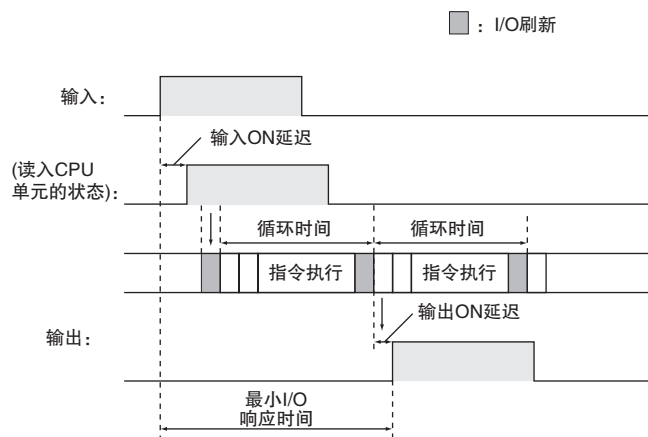 ：I/O刷新
输入：
输入ON延迟
(读入CPU
单元的状态)：
循环时间
循环时间
指令执行
指令执行
输出ON延迟
输出：
最小I/O
响应时间